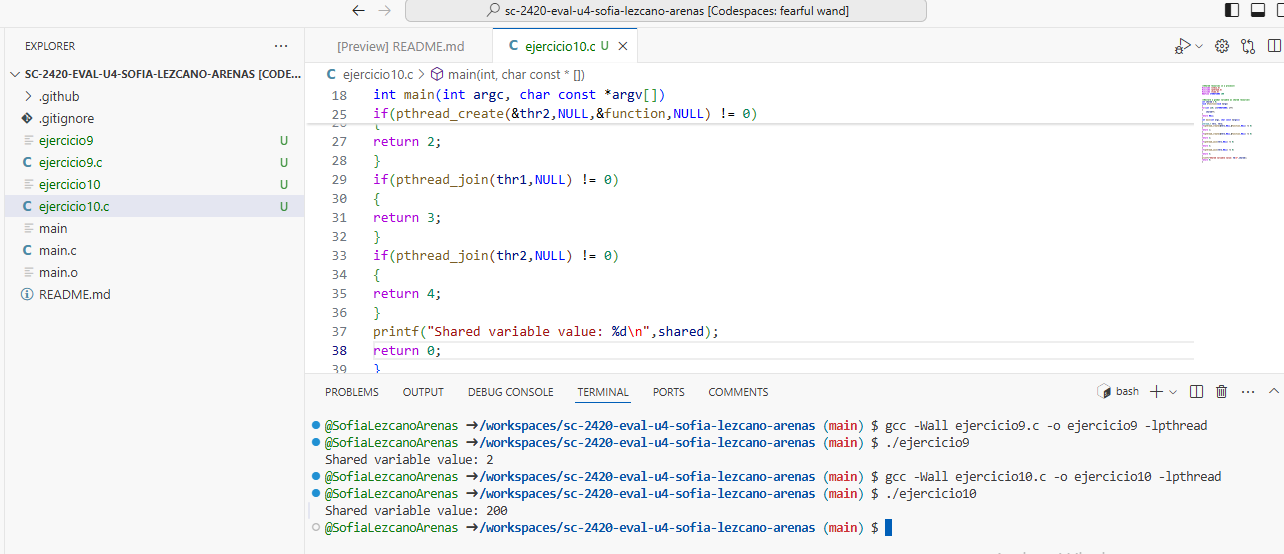 sc-2420-eval-u4-sofia-lezcano-arenas [Codespaces: fearful wand]
EXPLORER
SC-2420-EVAL-U4-SOFIA-LEZCANO-ARENAS [CODE...
.github
.gitignore
ejercicio9 U
C ejercicio9.c U
ejercicio10 U
C ejercicio10.c U
main
C main.c
main.o
README.md
[Preview] README.md
C ejercicio10.c U
C ejercicio10.c > main(int, char const * [])
18 int main(int argc, char const *argv[])
25 if(pthread_create(&thr2,NULL,&function,NULL) != 0)
26 {
27 return 2;
28 }
29 if(pthread_join(thr1,NULL) != 0)
30 {
31 return 3;
32 }
33 if(pthread_join(thr2,NULL) != 0)
34 {
35 return 4;
36 }
37 printf("Shared variable value: %d\n",shared);
38 return 0;
39 }
PROBLEMS OUTPUT DEBUG CONSOLE TERMINAL PORTS COMMENTS
bash
@SofiaLezcanoArenas ➜/workspaces/sc-2420-eval-u4-sofia-lezcano-arenas (main) $ gcc -Wall ejercicio9.c -o ejercicio9 -lpthread
@SofiaLezcanoArenas ➜/workspaces/sc-2420-eval-u4-sofia-lezcano-arenas (main) $ ./ejercicio9
Shared variable value: 2
@SofiaLezcanoArenas ➜/workspaces/sc-2420-eval-u4-sofia-lezcano-arenas (main) $ gcc -Wall ejercicio10.c -o ejercicio10 -lpthread
@SofiaLezcanoArenas ➜/workspaces/sc-2420-eval-u4-sofia-lezcano-arenas (main) $ ./ejercicio10
Shared variable value: 200
@SofiaLezcanoArenas ➜/workspaces/sc-2420-eval-u4-sofia-lezcano-arenas (main) $